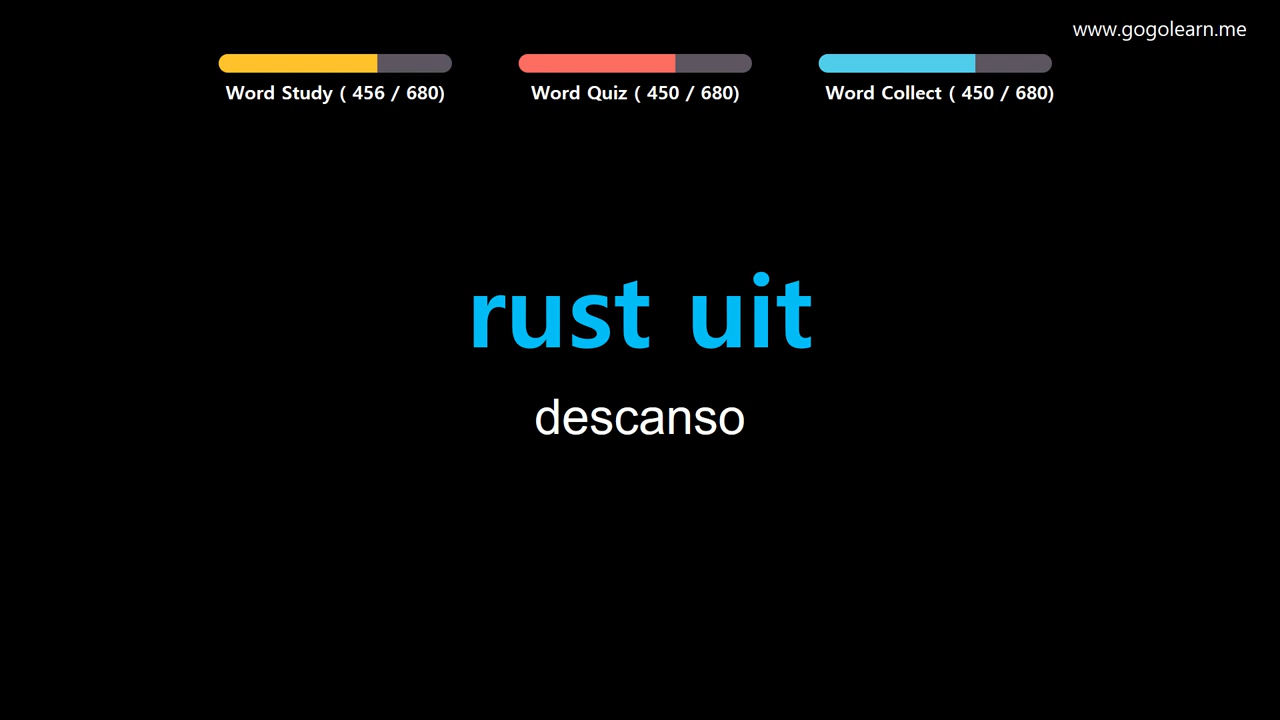 www.gogolearn.me
Word Study ( 456 / 680)
Word Quiz ( 450 / 680)
Word Collect ( 450 / 680)
rust uit
descanso